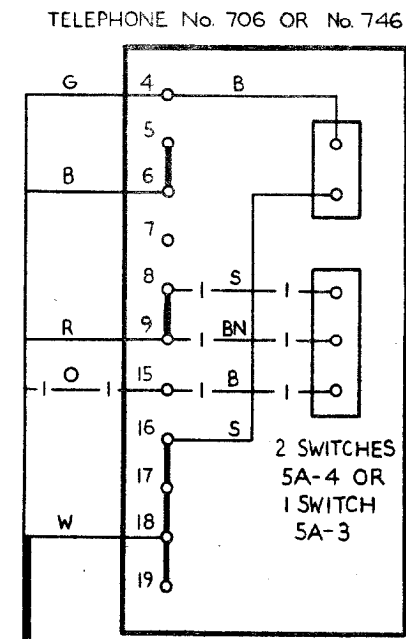 TELEPHONE No. 706 OR No. 746
G 4 B
5
B 6
7
8 S
R 9 BN
O 15 B
16 S
2 SWITCHES
5A-4 OR
1 SWITCH
5A-3
17
W 18
19